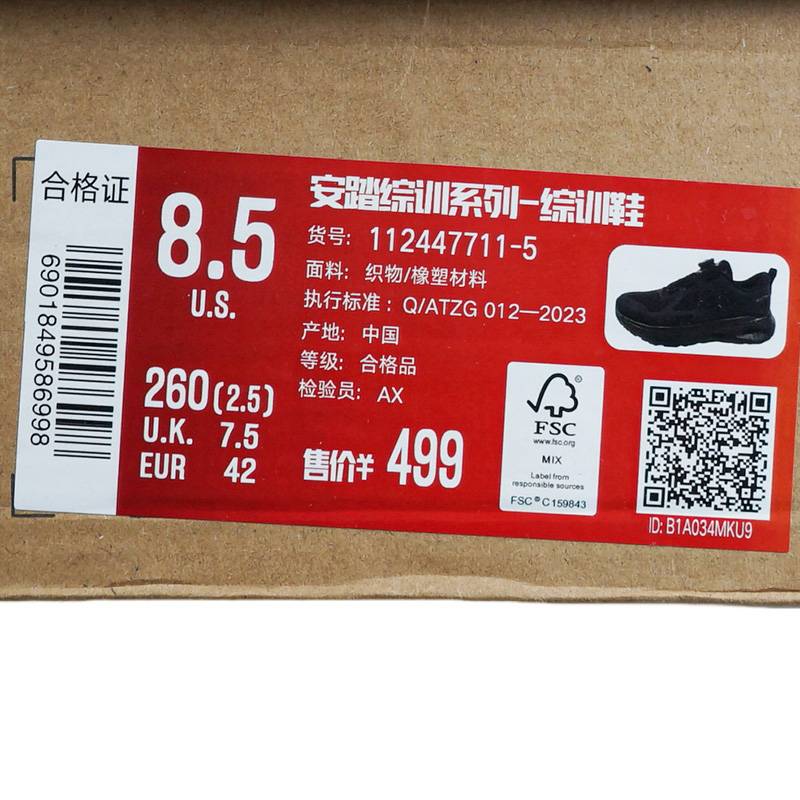 合格证
6901849586998
8.5
U.S.
260(2.5)
U.K. 7.5
EUR 42
安踏综训系列-综训鞋
货号: 112447711-5
面料: 织物/橡塑材料
执行标准: Q/ATZG 012—2023
产地: 中国
等级: 合格品
检验员: AX
售价¥ 499
FSC
www.fsc.org
MIX
Label from
responsible sources
FSC® C159843
ID: B1A034MKU9